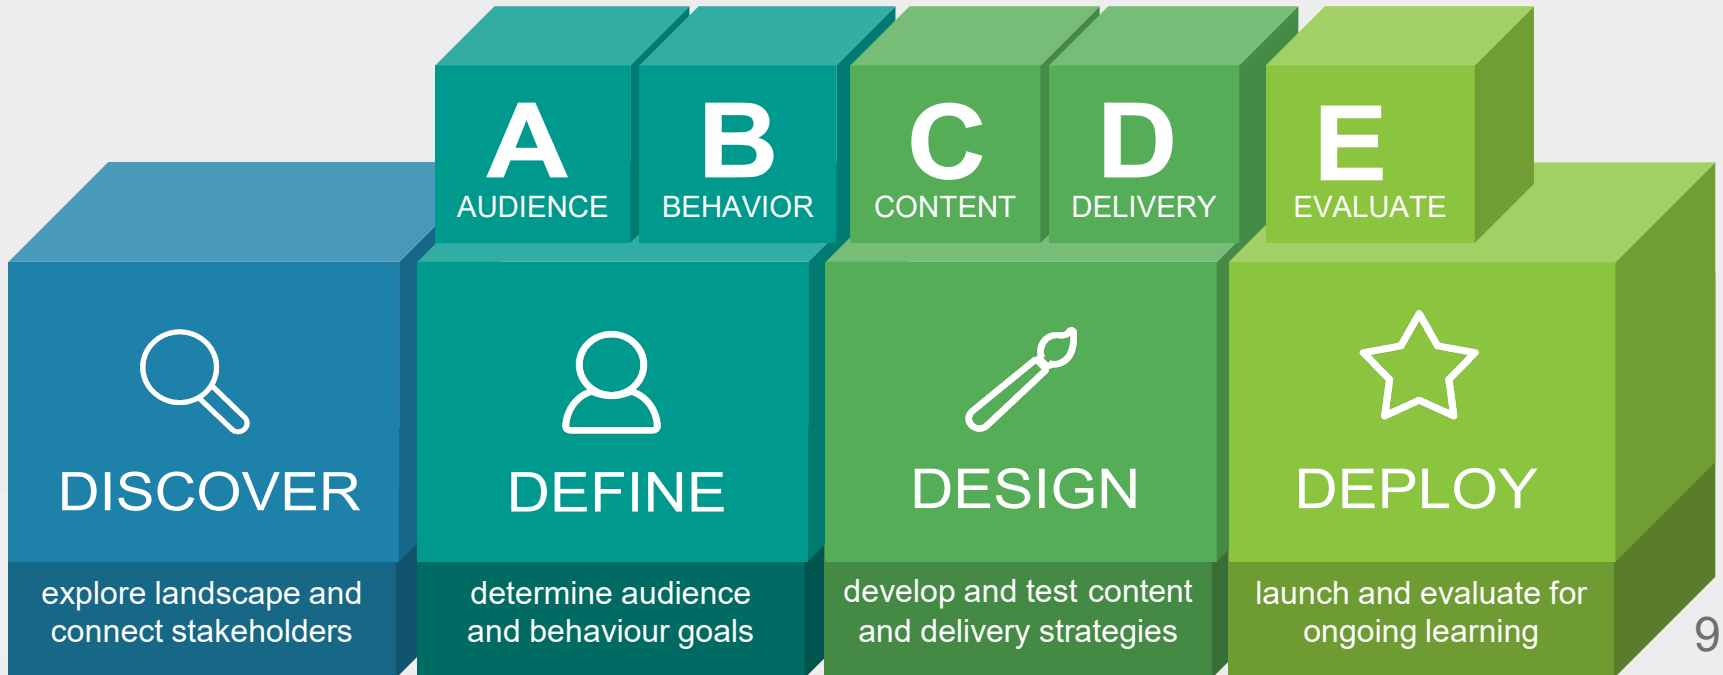 A
AUDIENCE
B
BEHAVIOR
C
CONTENT
D
DELIVERY
E
EVALUATE
DISCOVER
explore landscape and
connect stakeholders
DEFINE
determine audience
and behaviour goals
DESIGN
develop and test content
and delivery strategies
DEPLOY
launch and evaluate for
ongoing learning
9